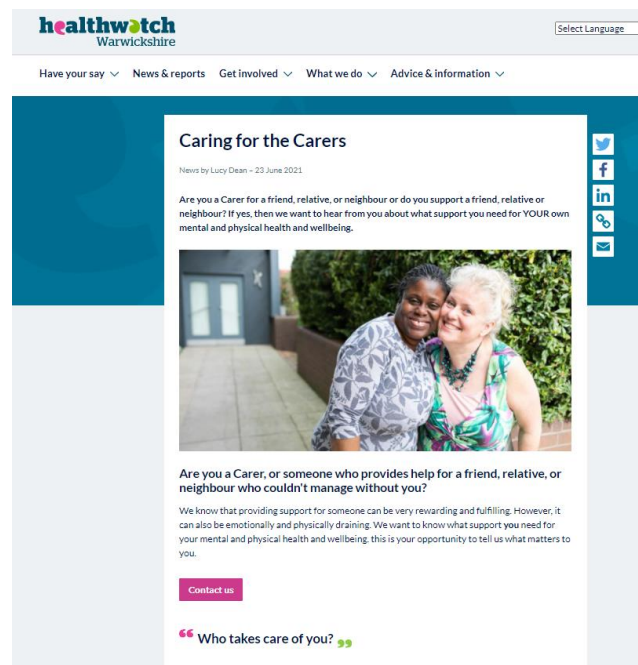 healthwatch
Warwickshire
Select Language
Have your say News & reports Get involved What we do Advice & information
Caring for the Carers
News by Lucy Dean – 23 June 2021
Are you a Carer for a friend, relative, or neighbour or do you support a friend, relative or
neighbour? If yes, then we want to hear from you about what support you need for YOUR own
mental and physical health and wellbeing.
Are you a Carer, or someone who provides help for a friend, relative, or
neighbour who couldn't manage without you?
We know that providing support for someone can be very rewarding and fulfilling. However, it
can also be emotionally and physically draining. We want to know what support you need for
your mental and physical health and wellbeing, this is your opportunity to tell us what matters to
you.
Contact us
“ Who takes care of you? ”